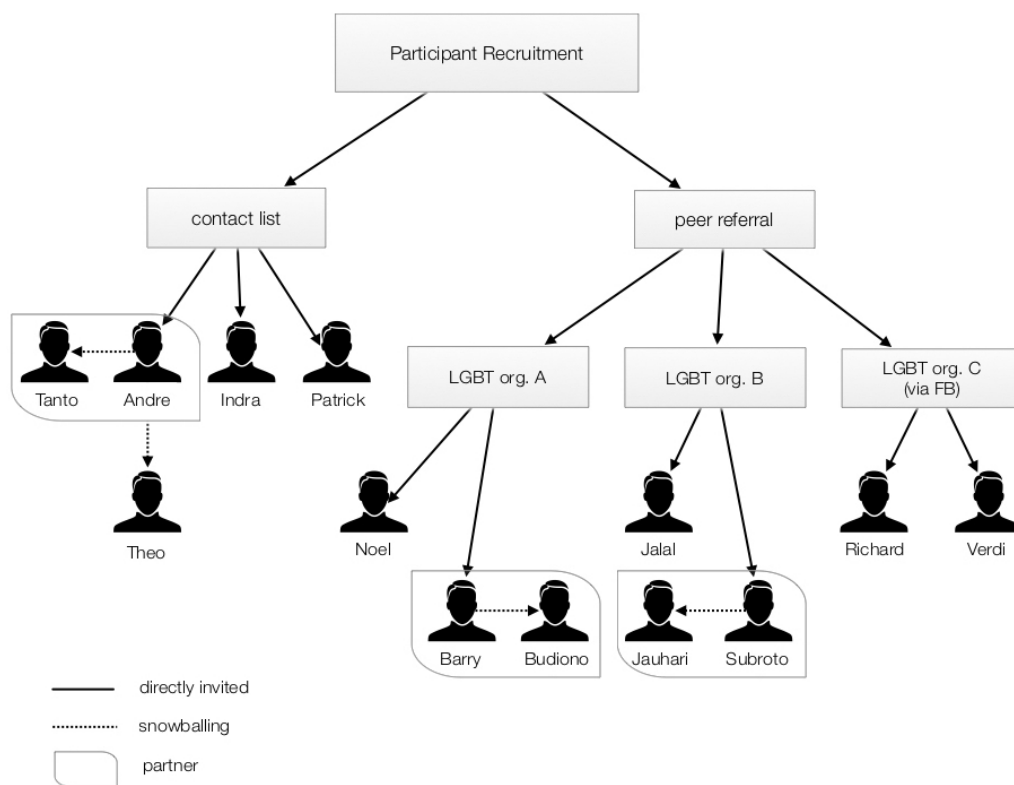 Participant Recruitment
contact list
peer referral
Tanto
Andre
Indra
Patrick
LGBT org. A
LGBT org. B
LGBT org. C
(via FB)
Theo
Noel
Jalal
Richard
Verdi
Barry
Budiono
Jauhari
Subroto
directly invited
snowballing
partner